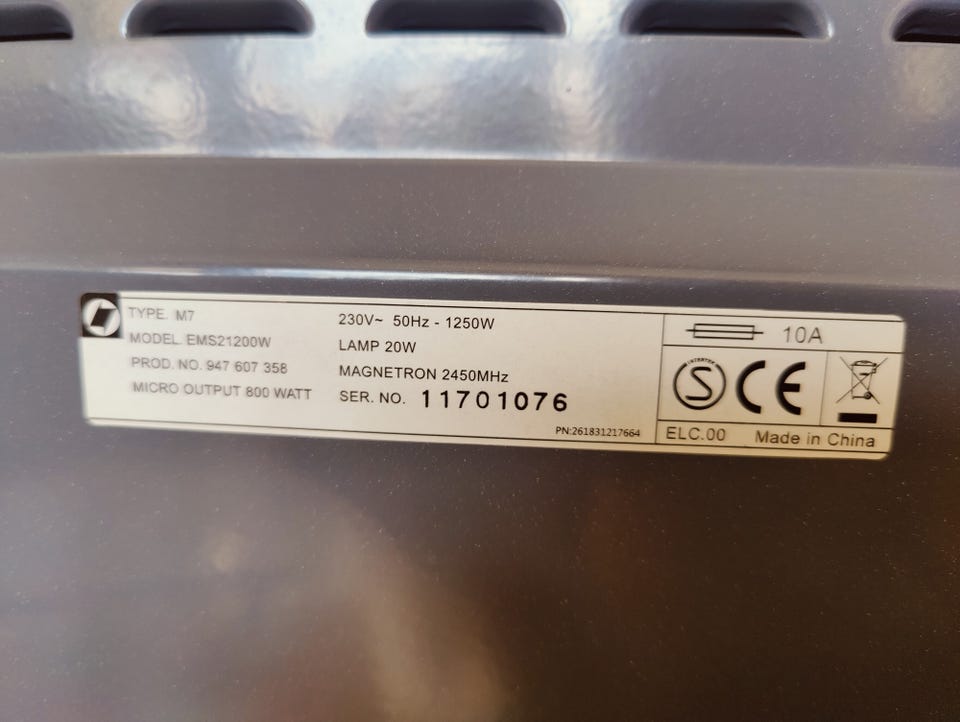 TYPE. M7
MODEL. EMS21200W
PROD. NO. 947 607 358
MICRO OUTPUT 800 WATT
230V~ 50Hz - 1250W
LAMP 20W
MAGNETRON 2450MHz
SER. NO. 11701076
PN:261831217664
10A
INTERTEK
S
CE
ELC.00 Made in China